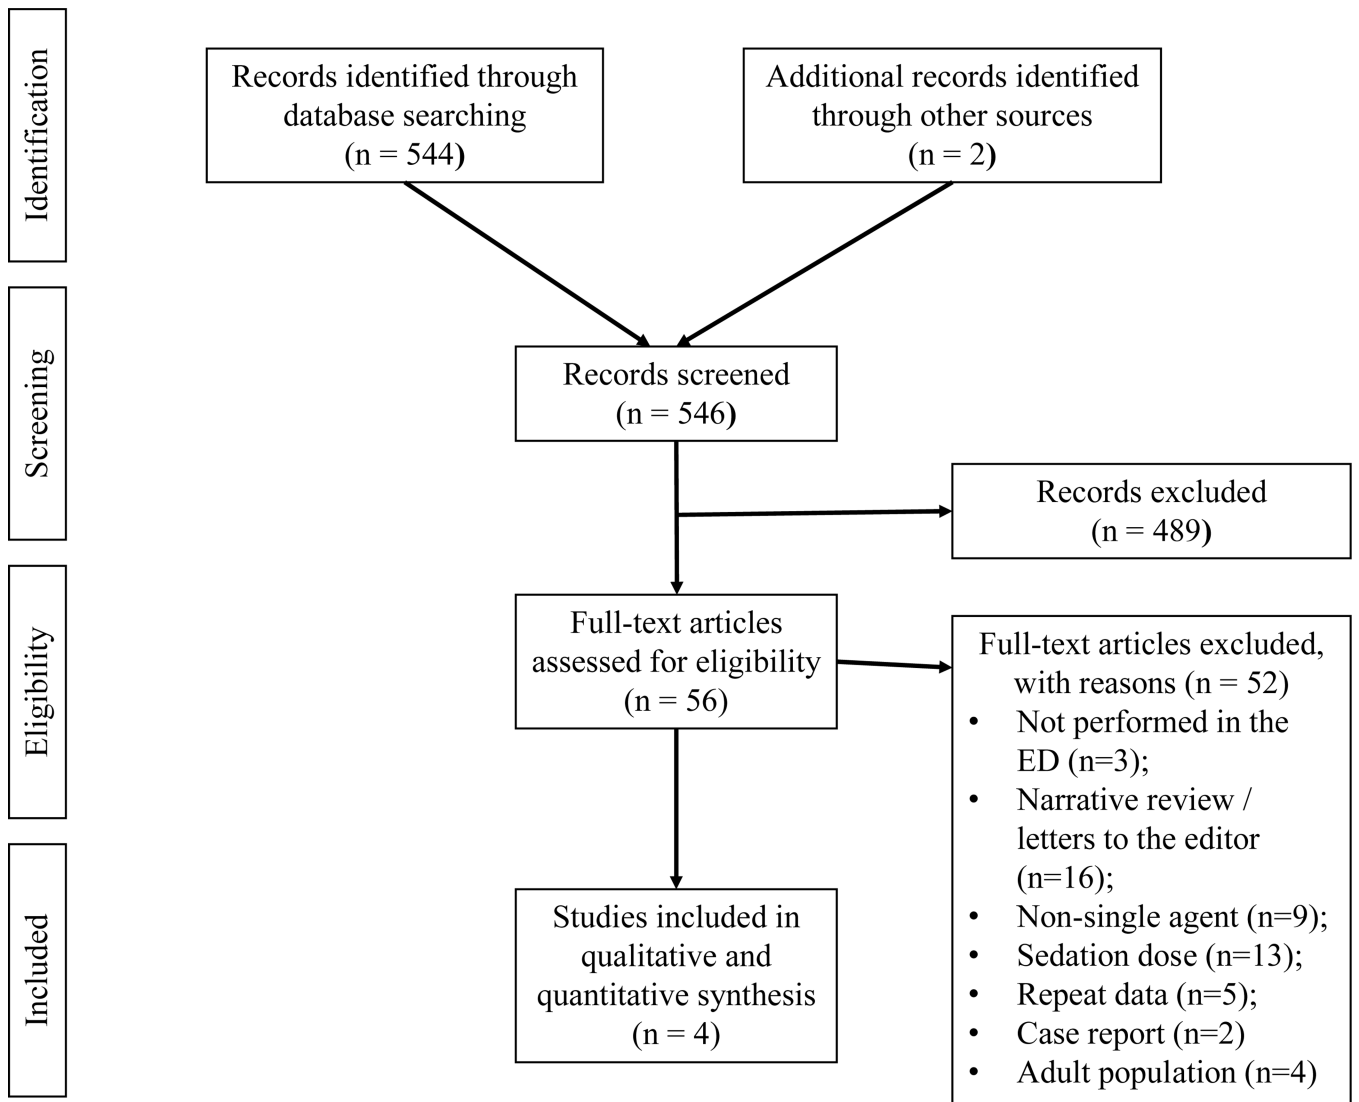 Identification
Records identified through
database searching
(n = 544)
Additional records identified
through other sources
(n = 2)
Screening
Records screened
(n = 546)
Records excluded
(n = 489)
Eligibility
Full-text articles
assessed for eligibility
(n = 56)
Full-text articles excluded,
with reasons (n = 52)
• Not performed in the
ED (n=3);
• Narrative review /
letters to the editor
(n=16);
• Non-single agent (n=9);
• Sedation dose (n=13);
• Repeat data (n=5);
• Case report (n=2)
• Adult population (n=4)
Included
Studies included in
qualitative and
quantitative synthesis
(n = 4)